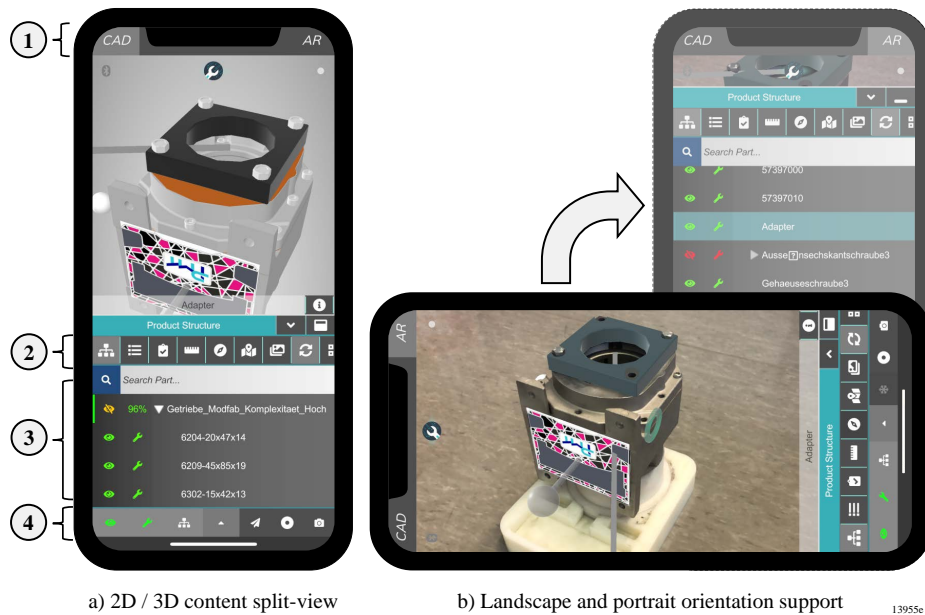 1
CAD
AR
Adapter
2
Product Structure
Search Part...
3
96% Getriebe_Modfab_Komplexitaet_Hoch
6204-20x47x14
6209-45x85x19
6302-15x42x13
4
CAD
AR
Product Structure
Search Part...
57397000
57397010
Adapter
Ausse?nsechskantschraube3
Gehaeuseschraube3
AR
CAD
Adapter
Product Structure
a) 2D / 3D content split-view
b) Landscape and portrait orientation support
13955e